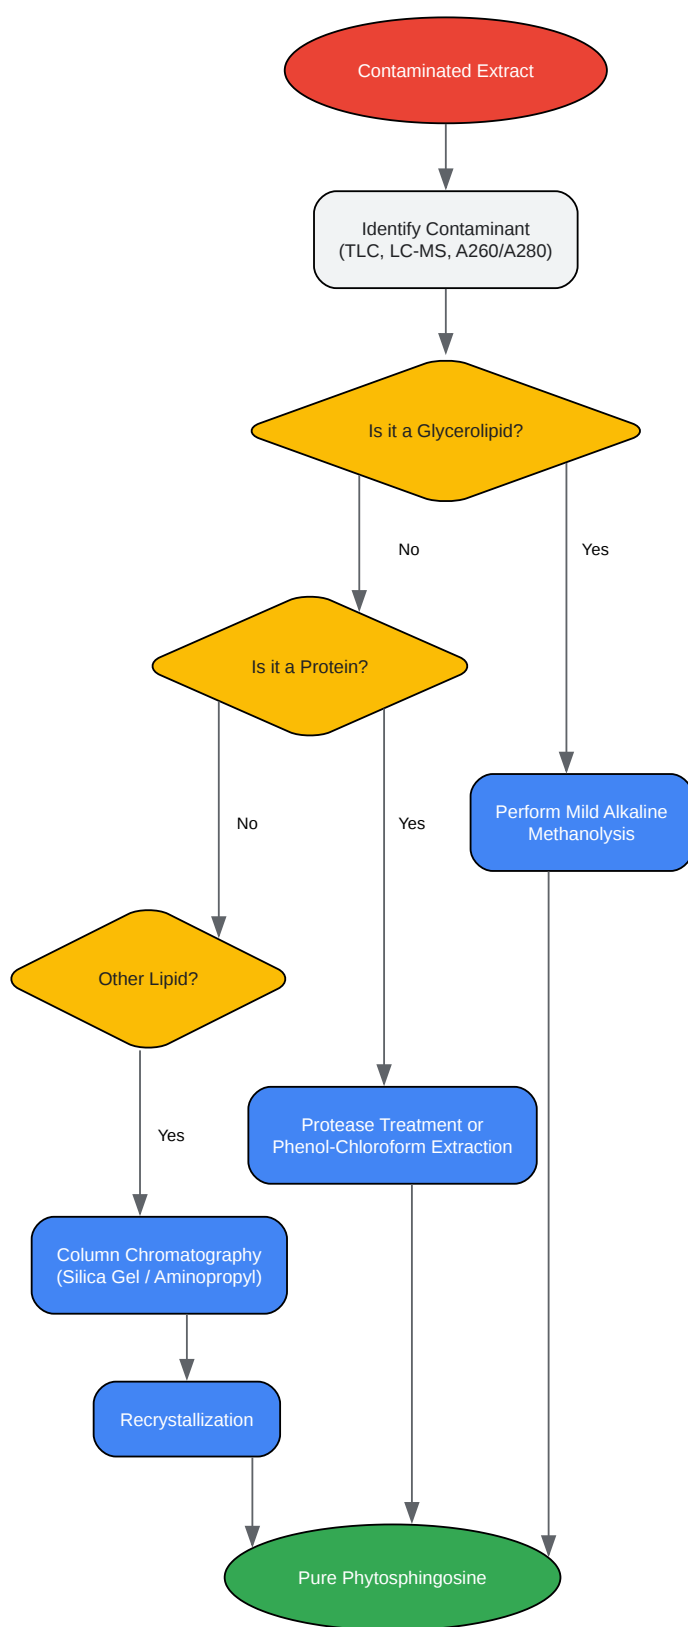 Contaminated Extract
Identify Contaminant
(TLC, LC-MS, A260/A280)
Is it a Glycerolipid?
No
Yes
Is it a Protein?
Perform Mild Alkaline
Methanolysis
No
Yes
Other Lipid?
Protease Treatment or
Phenol-Chloroform Extraction
Yes
Column Chromatography
(Silica Gel / Aminopropyl)
Recrystallization
Pure Phytosphingosine